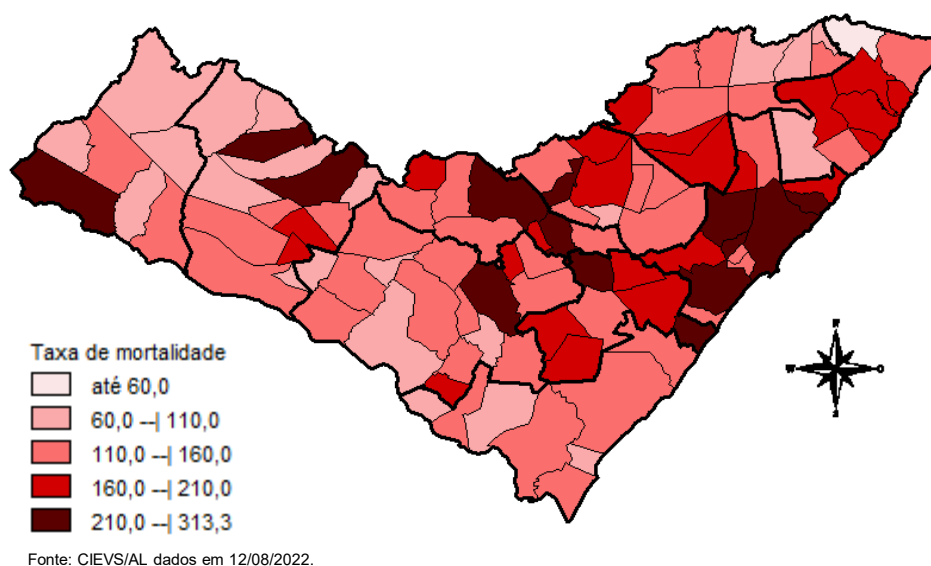 Taxa de mortalidade
até 60,0
60,0 --| 110,0
110,0 --| 160,0
160,0 --| 210,0
210,0 --| 313,3
Fonte: CIEVS/AL dados em 12/08/2022.